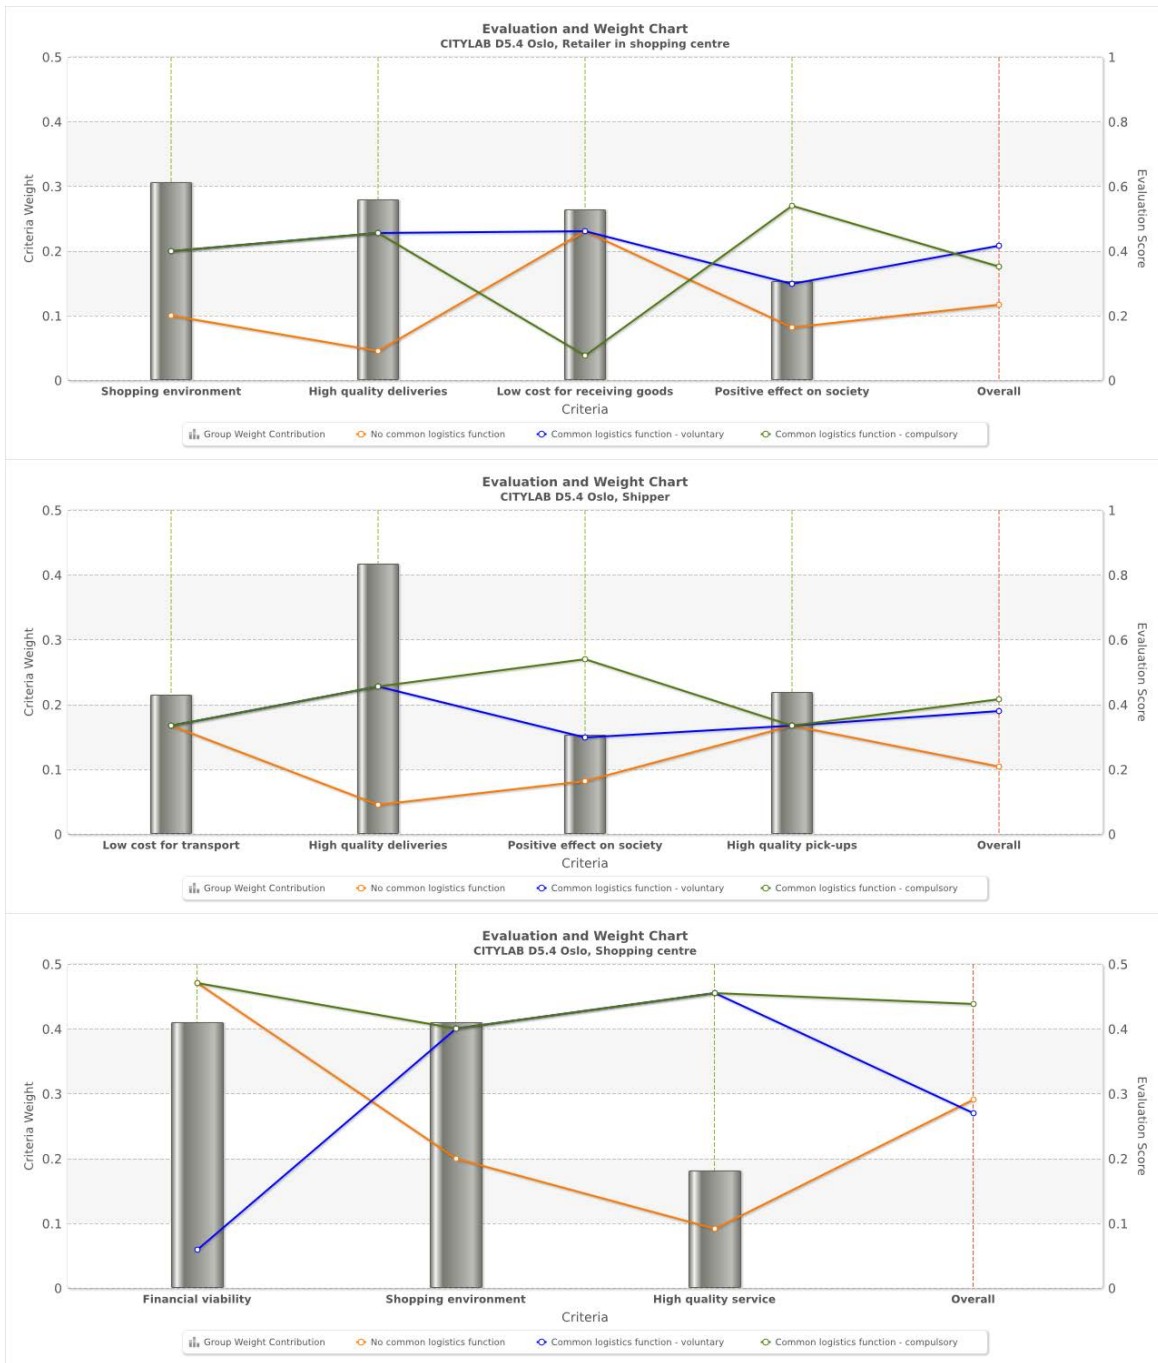 Evaluation and Weight Chart
CITYLAB D5.4 Oslo, Retailer in shopping centre
0.5
0.4
0.3
0.2
0.1
0
Criteria Weight
1
0.8
0.6
0.4
0.2
0
Evaluation Score
Shopping environment High quality deliveries Low cost for receiving goods Positive effect on society Overall
Criteria
Group Weight Contribution No common logistics function Common logistics function - voluntary Common logistics function - compulsory
Evaluation and Weight Chart
CITYLAB D5.4 Oslo, Shipper
0.5
0.4
0.3
0.2
0.1
0
Criteria Weight
1
0.8
0.6
0.4
0.2
0
Evaluation Score
Low cost for transport High quality deliveries Positive effect on society High quality pick-ups Overall
Criteria
Group Weight Contribution No common logistics function Common logistics function - voluntary Common logistics function - compulsory
Evaluation and Weight Chart
CITYLAB D5.4 Oslo, Shopping centre
0.5
0.4
0.3
0.2
0.1
0
Criteria Weight
0.5
0.4
0.3
0.2
0.1
0
Evaluation Score
Financial viability Shopping environment High quality service Overall
Criteria
Group Weight Contribution No common logistics function Common logistics function - voluntary Common logistics function - compulsory